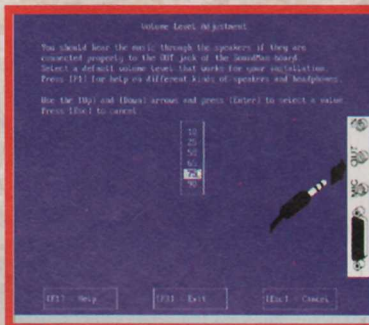 Volume Level Adjustment
You should hear the music through the speakers if they are
connected properly to the OUT jack of the SoundMan board.
Select a default volume level that works for your installation.
Press [F1] for help on different kinds of speakers and headphones.
Use the [Up] and [Down] arrows and press [Enter] to select a value.
Press [Esc] to cancel.
10
25
50
65
75
90
OUT
MIC
[F1] - Help
[F3] - Exit
[Esc] - Cancel